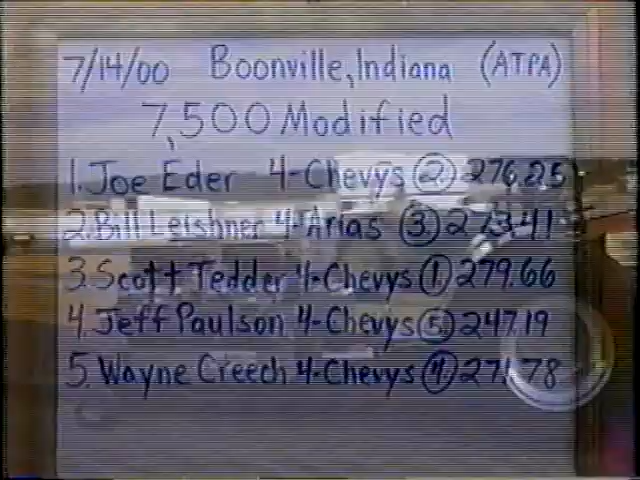 7/14/00 Boonville, Indiana (ATPA)
7,500 Modified
1. Joe Eder 4-Chevys ② 276.25
2. Bill Leishner 4-Arias ③ 273.41
3. Scott Tedder 4-Chevys ① 279.66
4. Jeff Paulson 4-Chevys ⑤ 247.19
5. Wayne Creech 4-Chevys ④ 271.78